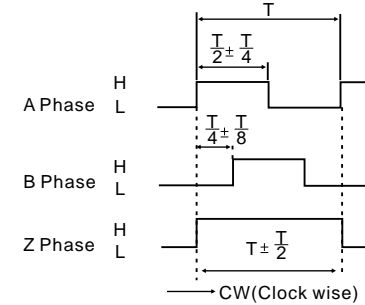 T
T/2 ± T/4
H
A Phase L
T/4 ± T/8
H
B Phase L
H
Z Phase L
T ± T/2
CW(Clock wise)